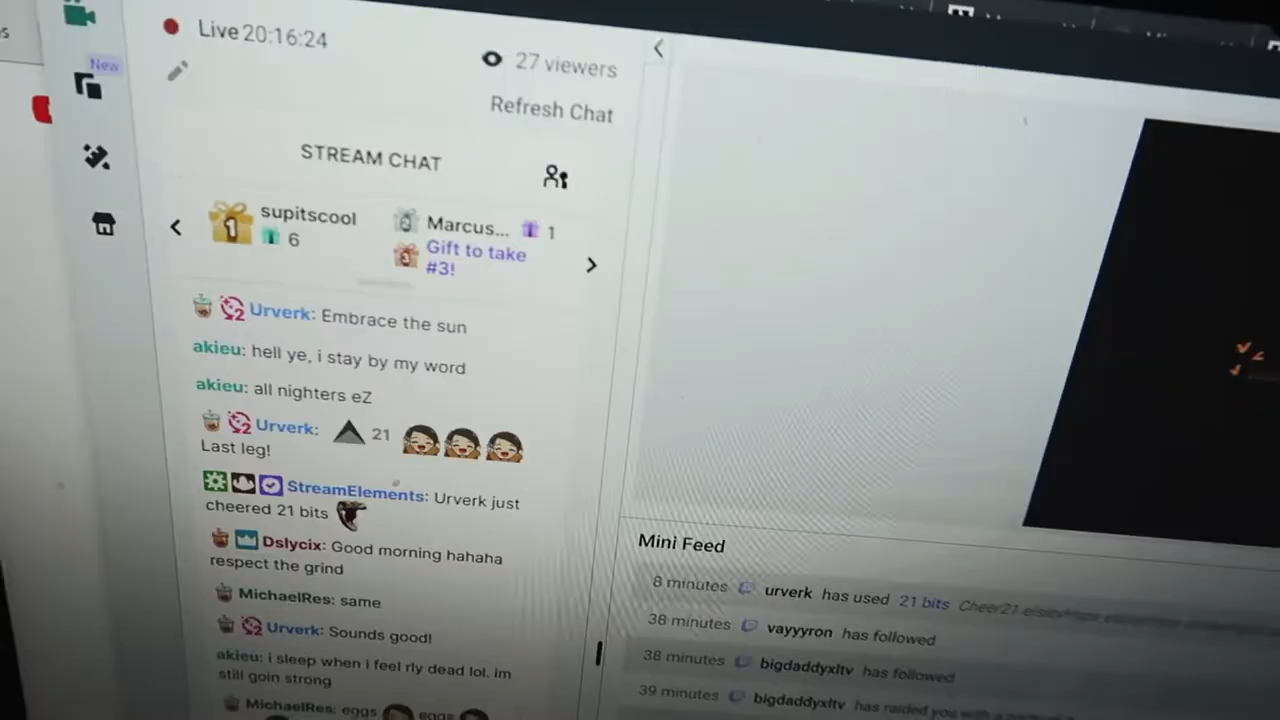 Live 20:16:24
27 viewers
New
Refresh Chat
STREAM CHAT
1 supitscool
6
2 Marcus... 1
3 Gift to take
#3!
Urverk: Embrace the sun
akieu: hell ye, i stay by my word
akieu: all nighters eZ
Urverk: 21
Last leg!
StreamElements: Urverk just
cheered 21 bits
Dslycix: Good morning hahaha
respect the grind
MichaelRes: same
Urverk: Sounds good!
akieu: i sleep when i feel rly dead lol. im
still goin strong
MichaelRes: eggs eggs
Mini Feed
8 minutes urverk has used 21 bits Cheer21
38 minutes vayyyron has followed
38 minutes bigdaddyxltv has followed
39 minutes bigdaddyxltv has raided you with a